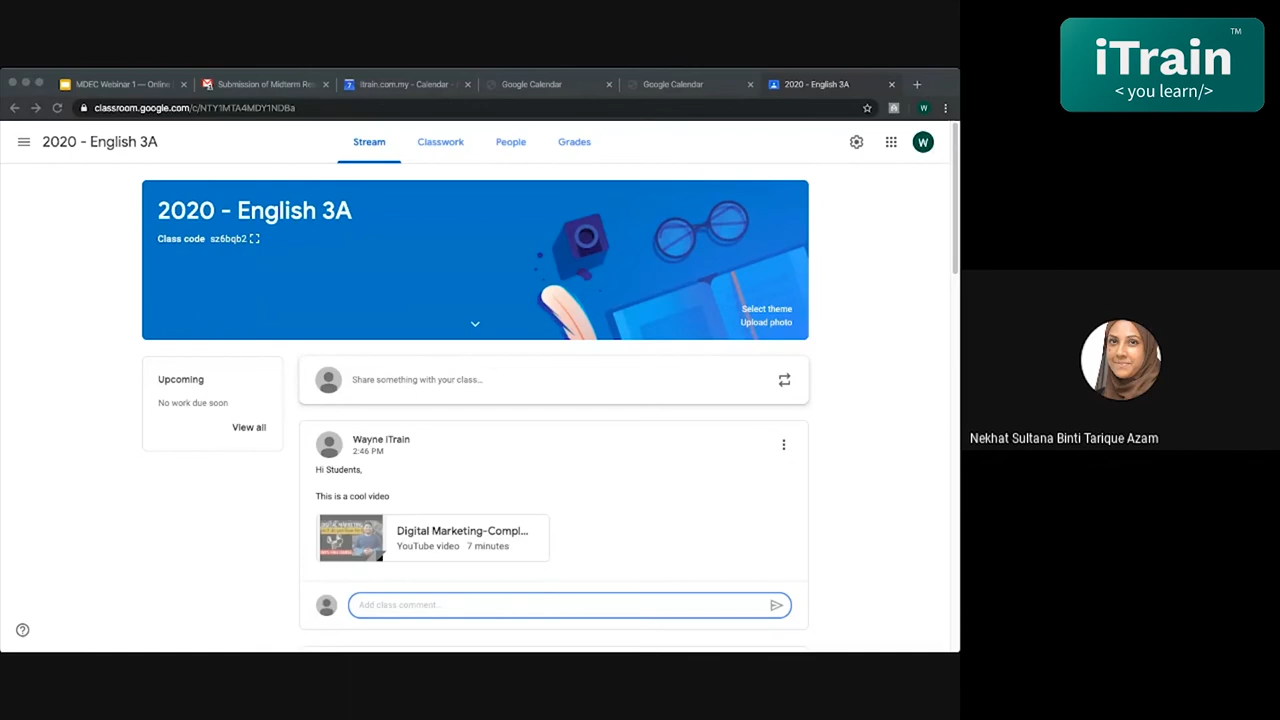 MDEC Webinar 1 — Online
Submission of Midterm Re
itrain.com.my - Calendar -
Google Calendar
Google Calendar
2020 - English 3A
classroom.google.com/c/NTY1MTA4MDY1NDBa
W
2020 - English 3A
Stream
Classwork
People
Grades
W
2020 - English 3A
Class code sz6bqb2
Select theme
Upload photo
Upcoming
No work due soon
View all
Share something with your class...
Wayne iTrain
2:46 PM
Hi Students,
This is a cool video
Digital Marketing-Compl...
YouTube video 7 minutes
Add class comment...
iTrain
TM
< you learn/>
Nekhat Sultana Binti Tarique Azam